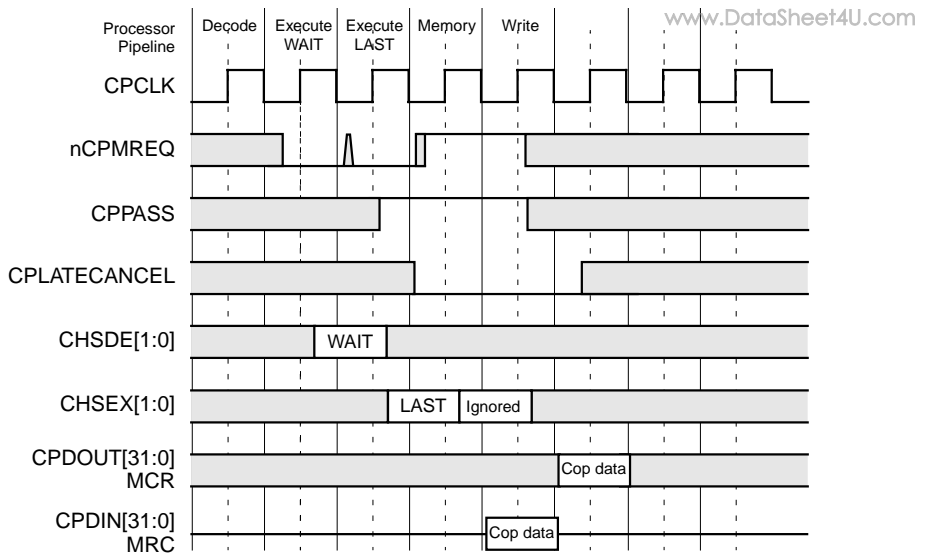 www.DataSheet4U.com
Processor
Pipeline
Decode
Execute
WAIT
Execute
LAST
Memory
Write
CPCLK
nCPMREQ
CPPASS
CPLATECANCEL
CHSDE[1:0]
WAIT
CHSEX[1:0]
LAST
Ignored
CPDOUT[31:0]
MCR
Cop data
CPDIN[31:0]
MRC
Cop data